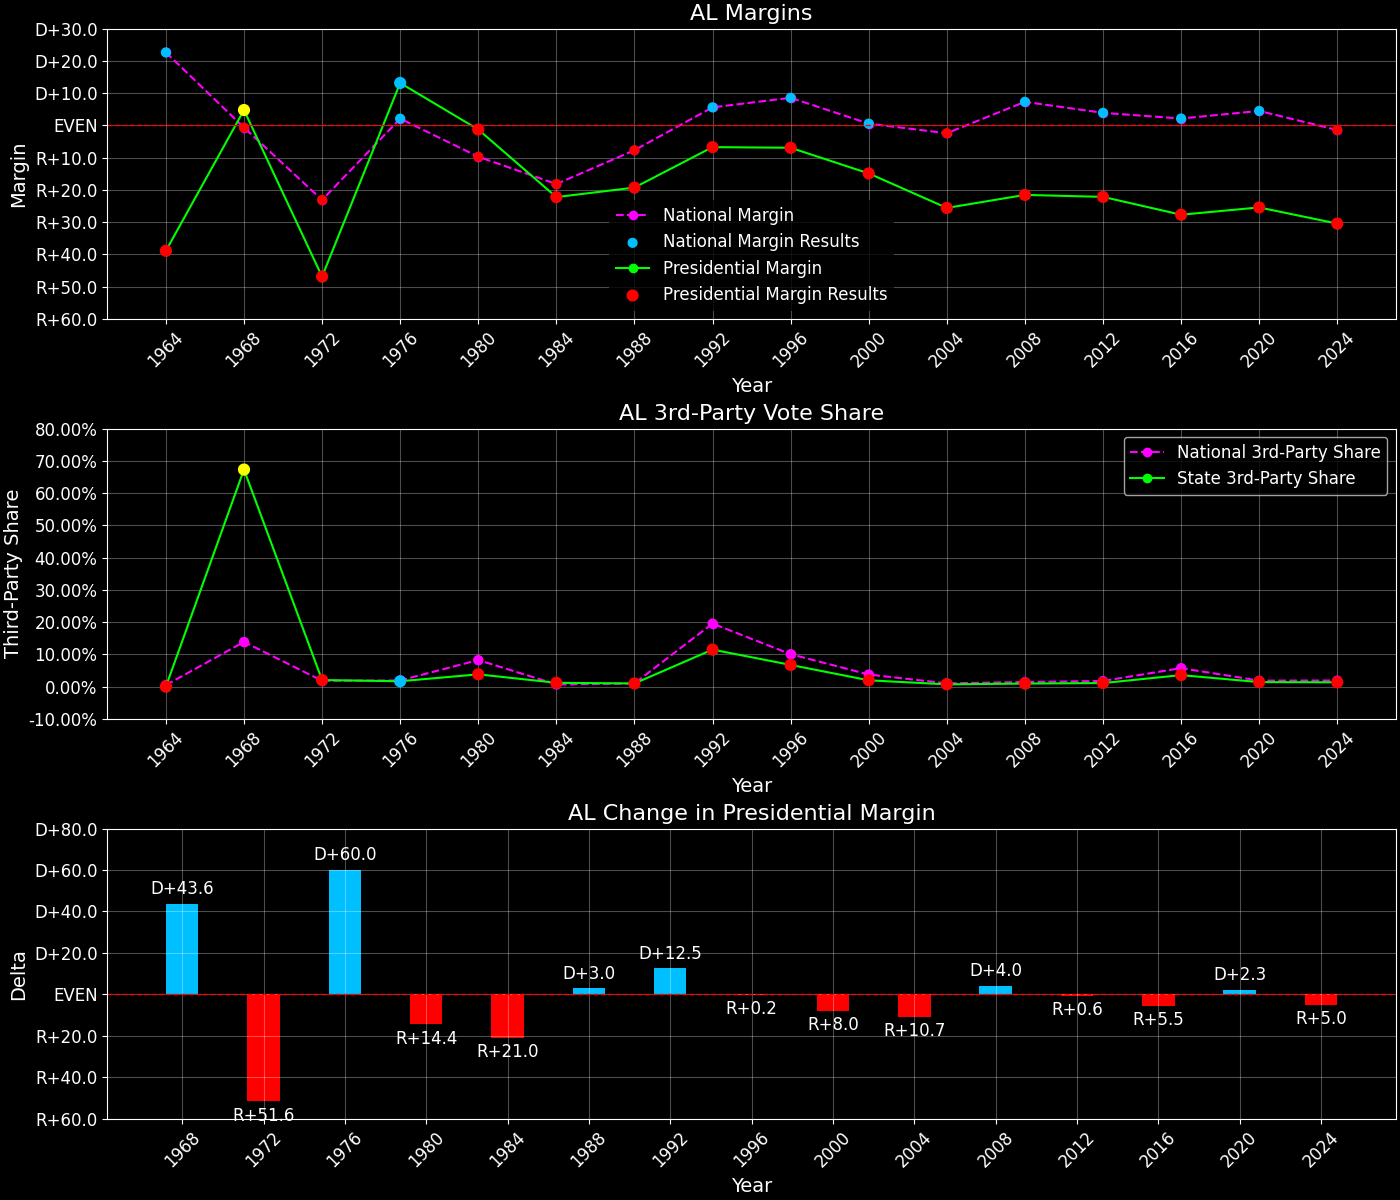 AL Margins
D+30.0
D+20.0
D+10.0
EVEN
R+10.0
R+20.0
R+30.0
R+40.0
R+50.0
R+60.0
Margin
National Margin
National Margin Results
Presidential Margin
Presidential Margin Results
1964 1968 1972 1976 1980 1984 1988 1992 1996 2000 2004 2008 2012 2016 2020 2024
Year
AL 3rd-Party Vote Share
80.00%
70.00%
60.00%
50.00%
40.00%
30.00%
20.00%
10.00%
0.00%
-10.00%
Third-Party Share
National 3rd-Party Share
State 3rd-Party Share
1964 1968 1972 1976 1980 1984 1988 1992 1996 2000 2004 2008 2012 2016 2020 2024
Year
AL Change in Presidential Margin
D+80.0
D+60.0
D+40.0
D+20.0
EVEN
R+20.0
R+40.0
R+60.0
Delta
D+43.6
R+51.6
D+60.0
R+14.4
R+21.0
D+3.0
D+12.5
R+0.2
R+8.0
R+10.7
D+4.0
R+0.6
R+5.5
D+2.3
R+5.0
1968 1972 1976 1980 1984 1988 1992 1996 2000 2004 2008 2012 2016 2020 2024
Year